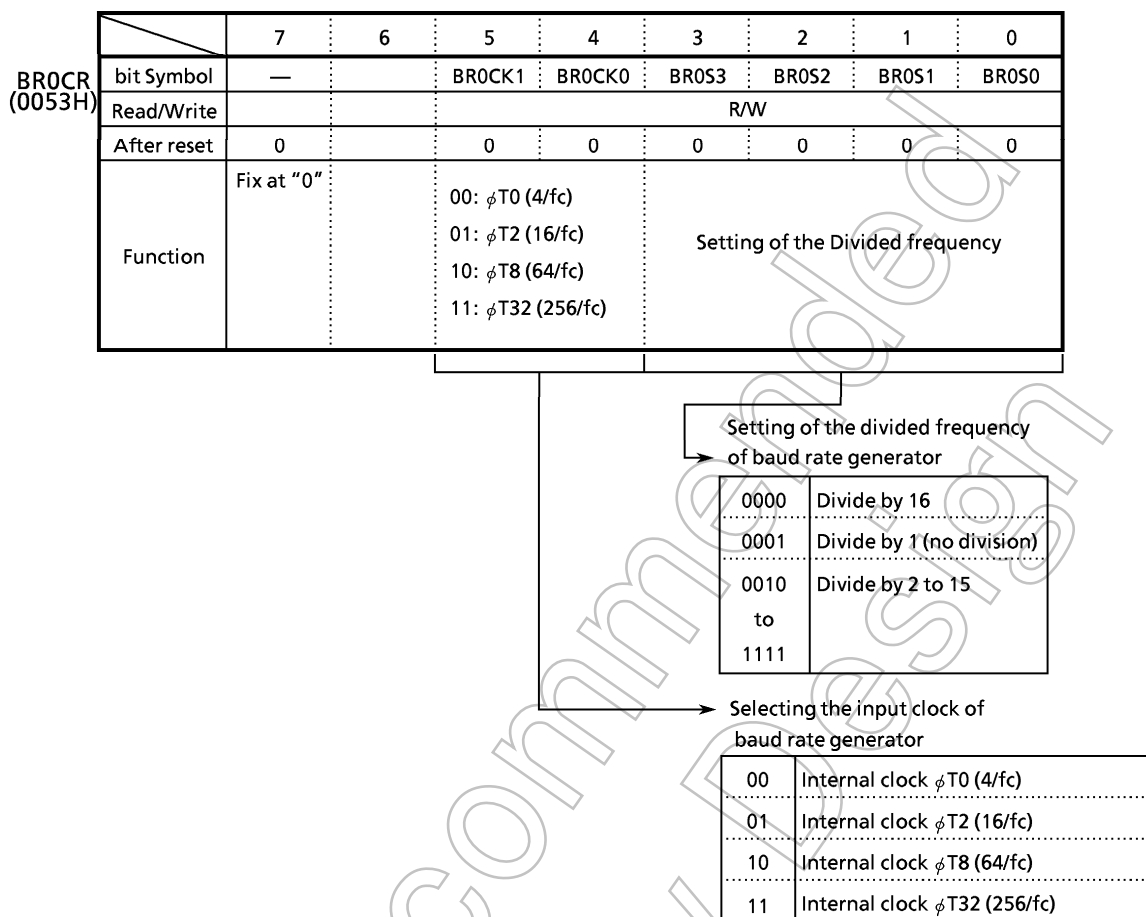 7 6 5 4 3 2 1 0
BR0CR
(0053H)
bit Symbol — BR0CK1 BR0CK0 BR0S3 BR0S2 BR0S1 BR0S0
Read/Write R/W
After reset 0 0 0 0 0 0 0
Function
Fix at "0"
00: ϕT0 (4/fc)
01: ϕT2 (16/fc)
10: ϕT8 (64/fc)
11: ϕT32 (256/fc)
Setting of the Divided frequency
Setting of the divided frequency
of baud rate generator
0000 Divide by 16
0001 Divide by 1 (no division)
0010 Divide by 2 to 15
to
1111
Selecting the input clock of
baud rate generator
00 Internal clock ϕT0 (4/fc)
01 Internal clock ϕT2 (16/fc)
10 Internal clock ϕT8 (64/fc)
11 Internal clock ϕT32 (256/fc)
commended
Design